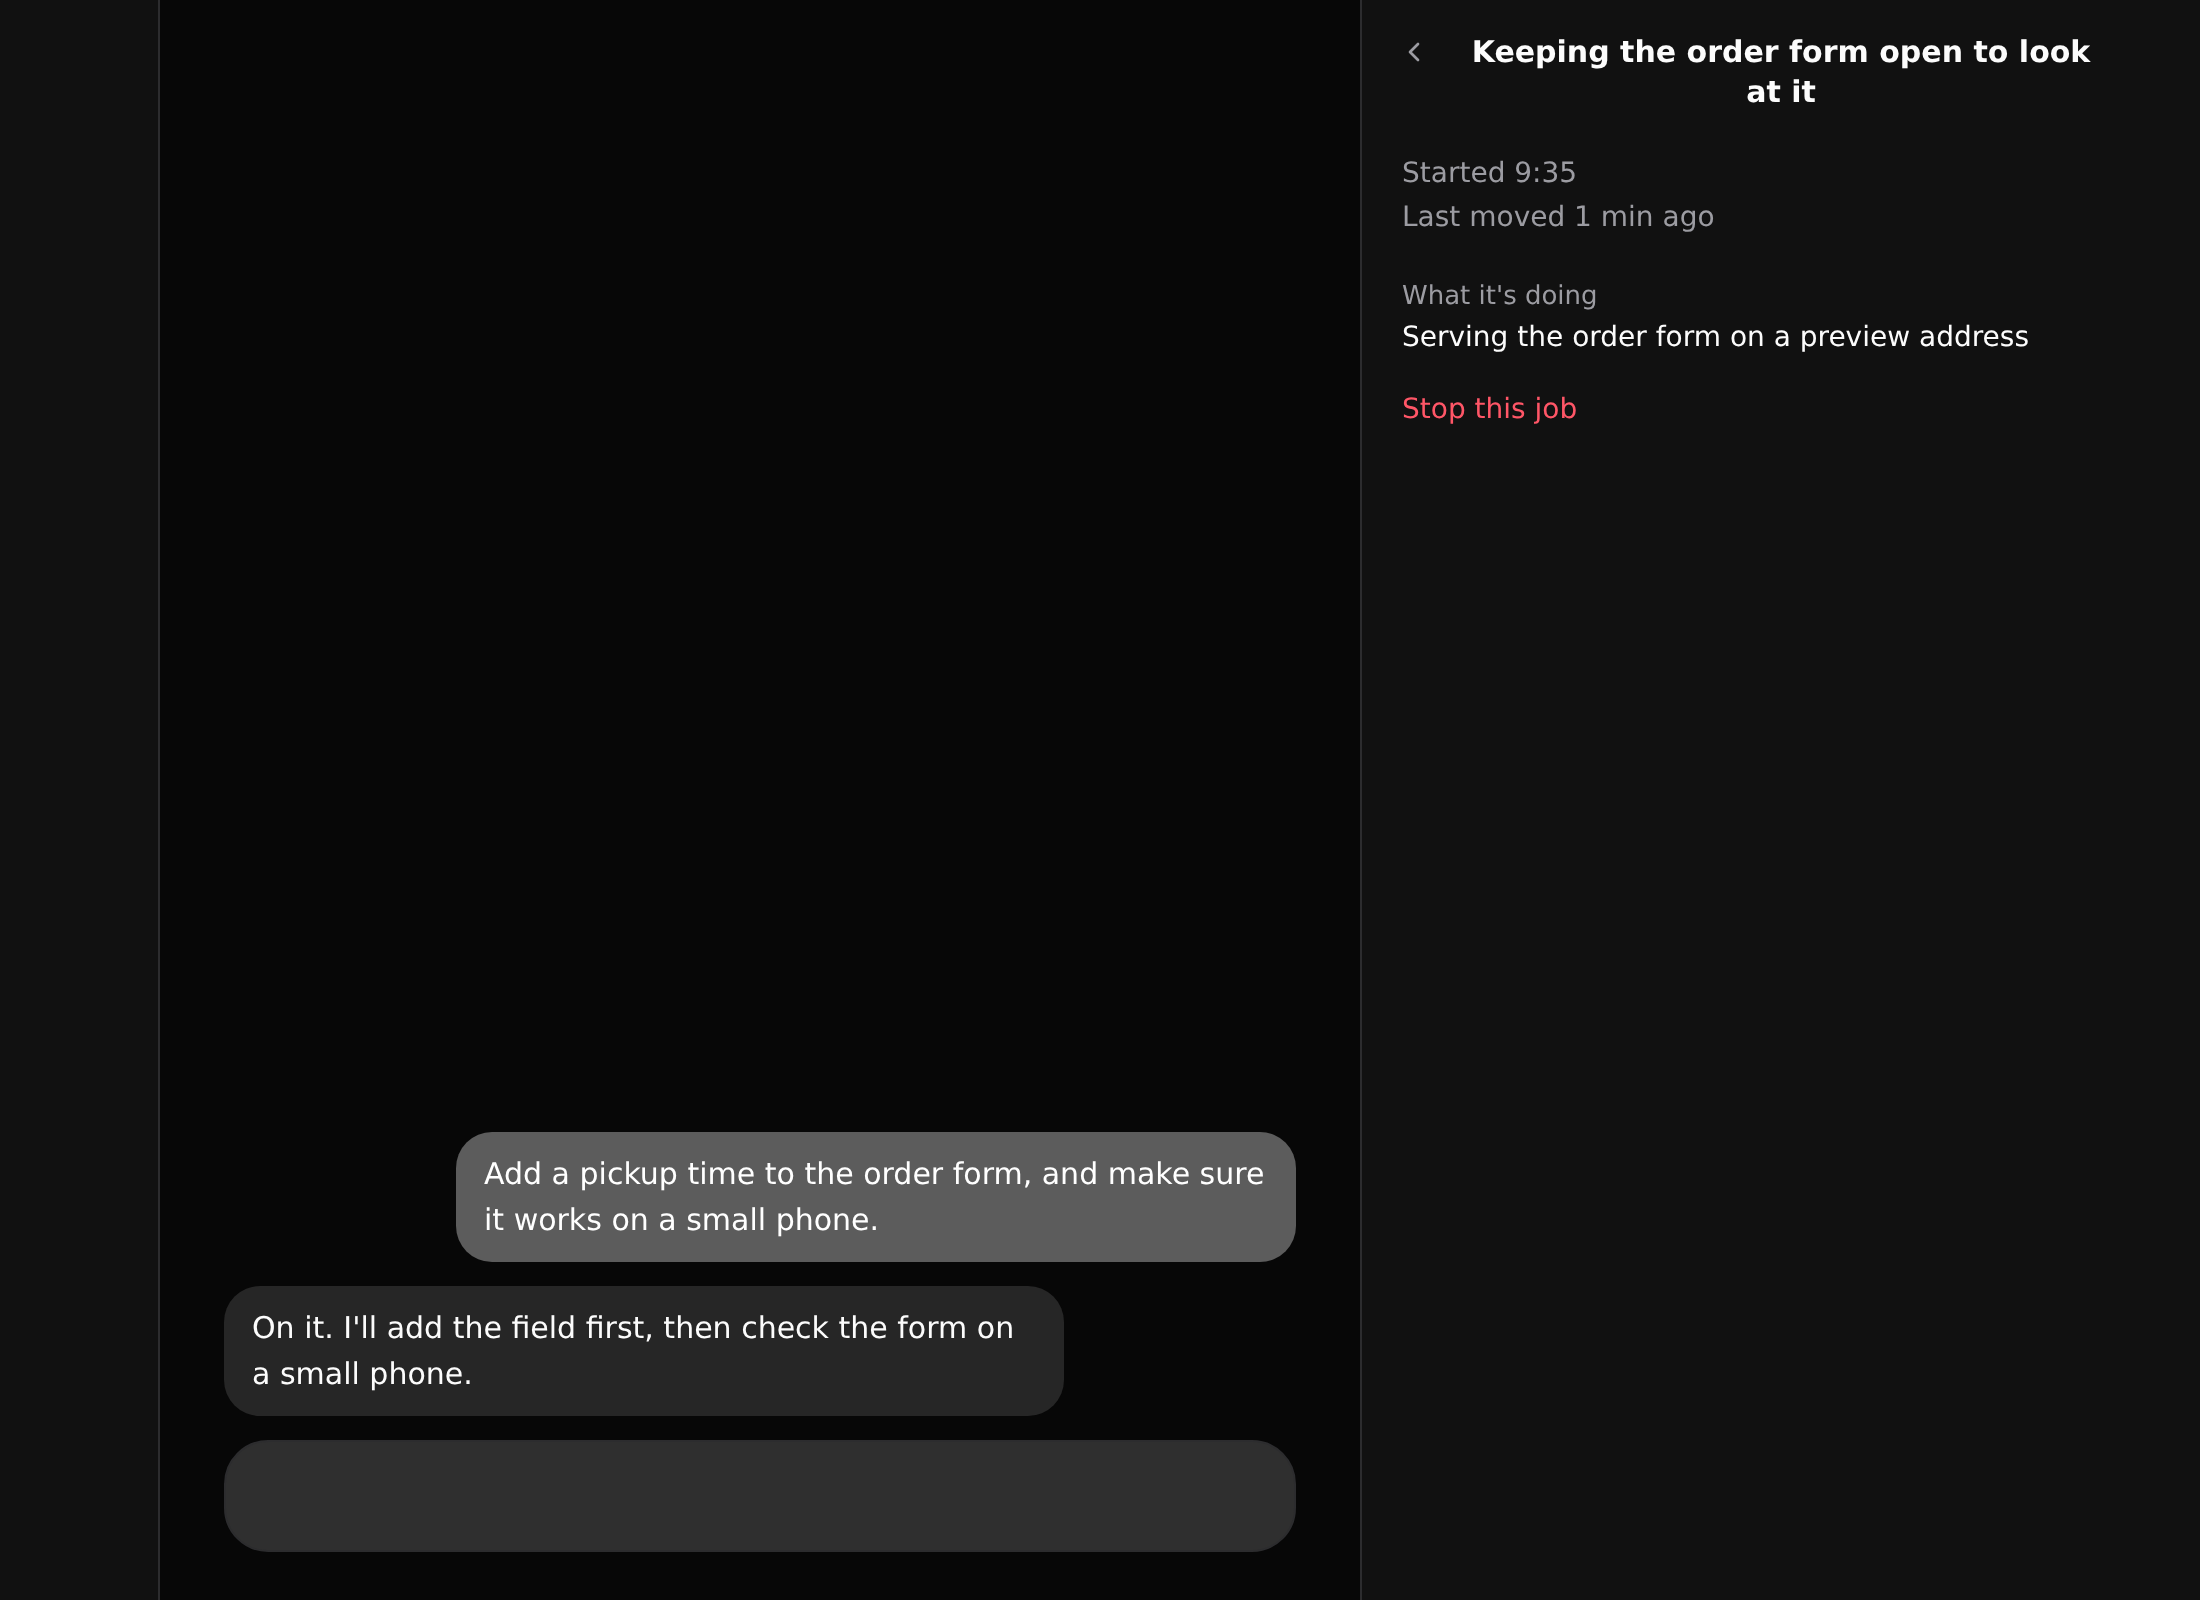 Keeping the order form open to look
at it
Started 9:35
Last moved 1 min ago
What it's doing
Serving the order form on a preview address
Stop this job
Add a pickup time to the order form, and make sure
it works on a small phone.
On it. I'll add the field first, then check the form on
a small phone.